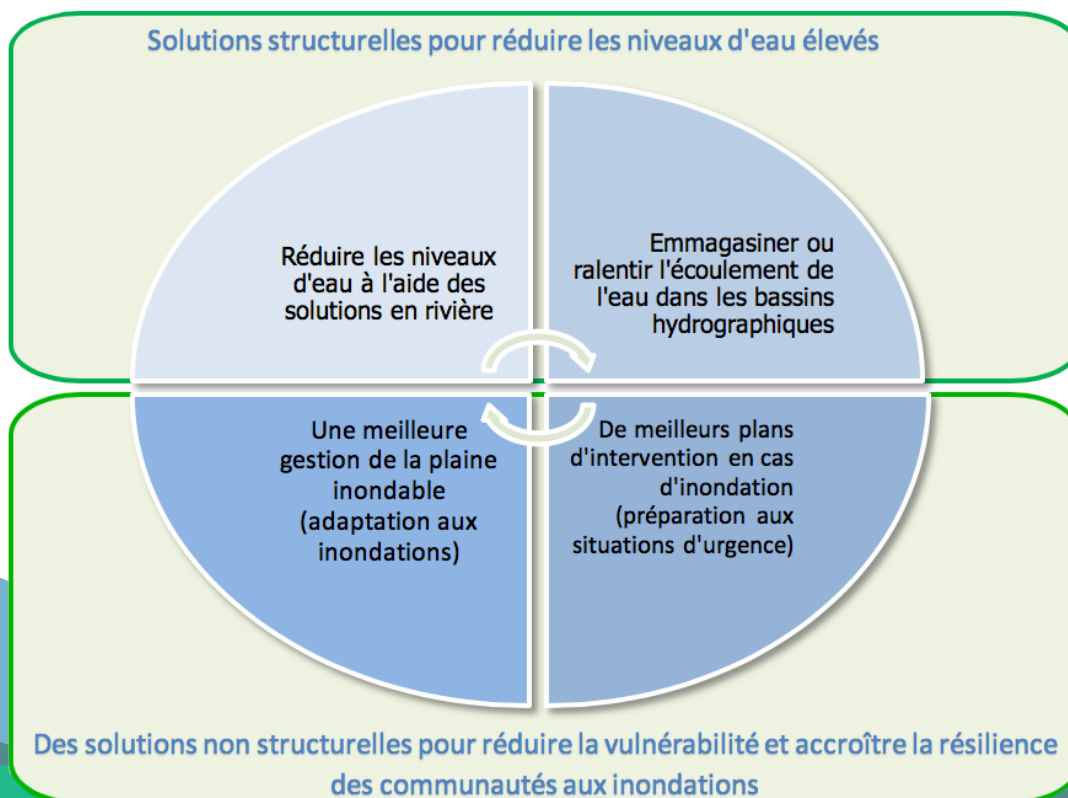 Solutions structurelles pour réduire les niveaux d'eau élevés
Réduire les niveaux
d'eau à l'aide des
solutions en rivière
Emmagasiner ou
ralentir l'écoulement de
l'eau dans les bassins
hydrographiques
Une meilleure
gestion de la plaine
inondable
(adaptation aux
inondations)
De meilleurs plans
d'intervention en cas
d'inondation
(préparation aux
situations d'urgence)
Des solutions non structurelles pour réduire la vulnérabilité et accroître la résilience
des communautés aux inondations